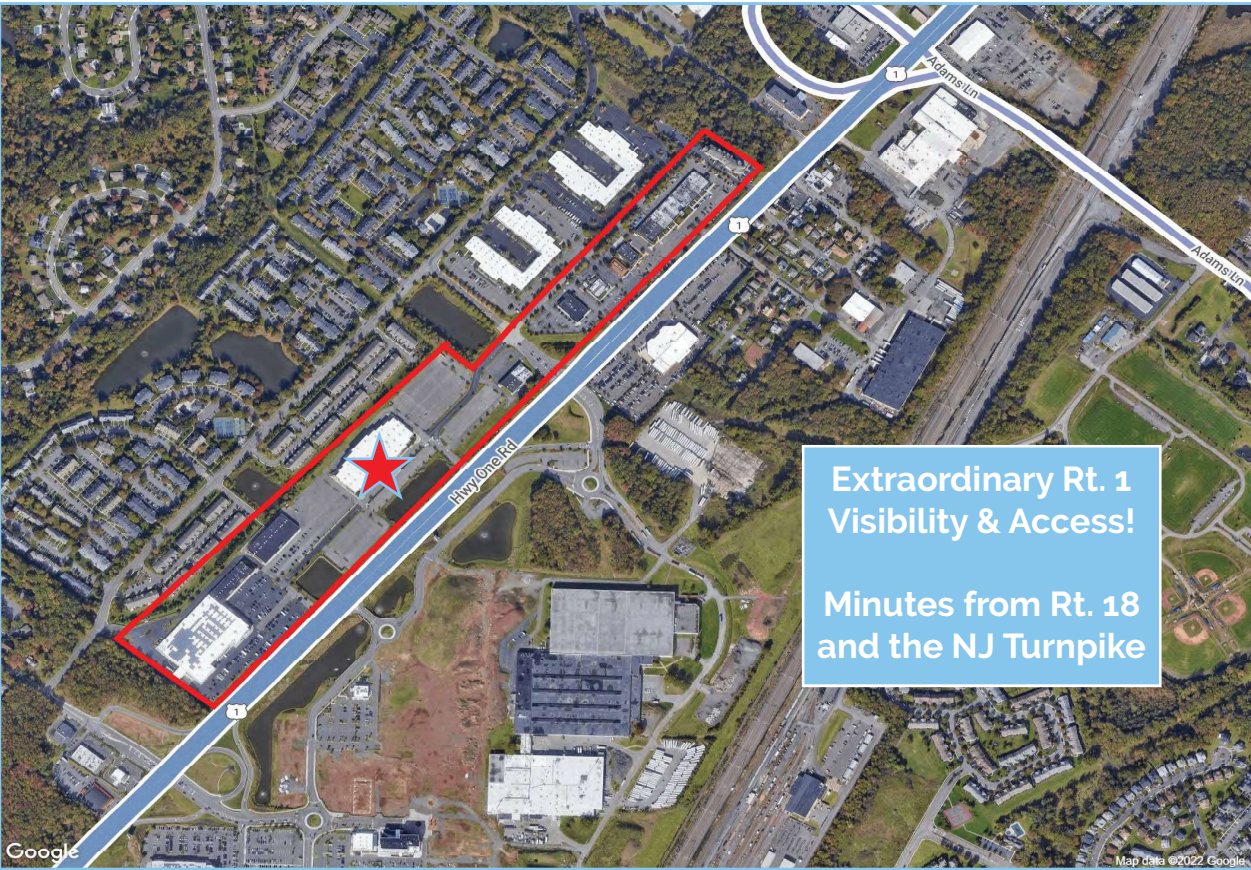 1
Adams Ln
1
Adams Ln
Hwy One Rd
Extraordinary Rt. 1
Visibility & Access!
Minutes from Rt. 18
and the NJ Turnpike
1
Google
Map data ©2022 Google